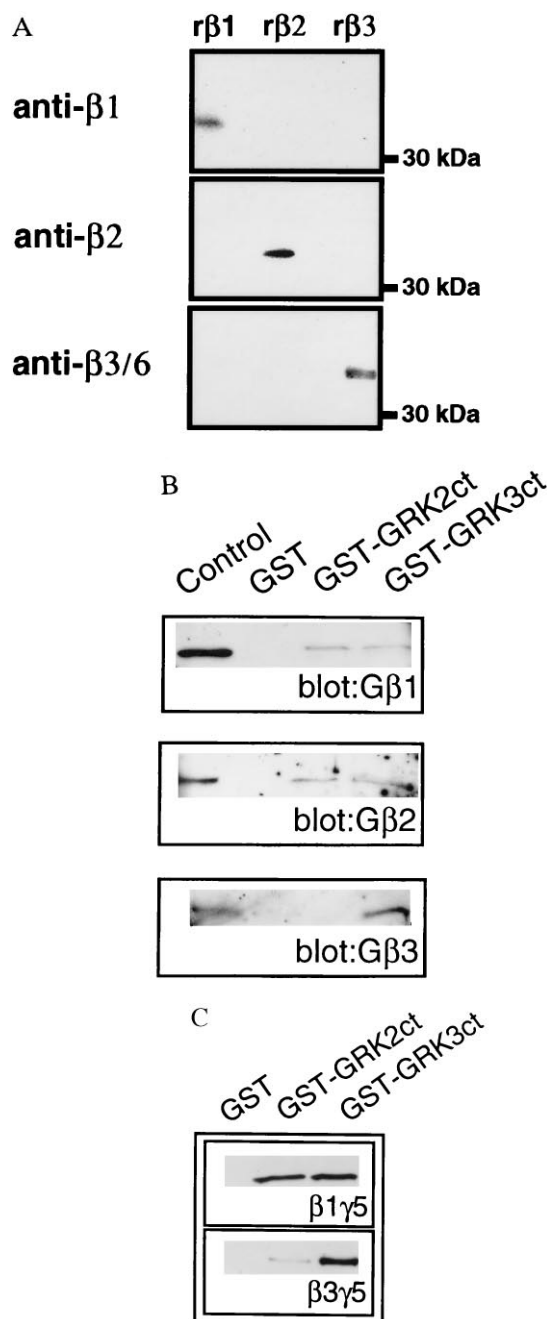 A
rβ1 rβ2 rβ3
anti-β1
30 kDa
anti-β2
30 kDa
anti-β3/6
30 kDa
B
Control GST GST-GRK2ct GST-GRK3ct
blot:Gβ1
blot:Gβ2
blot:Gβ3
C
GST GST-GRK2ct GST-GRK3ct
β1γ5
β3γ5